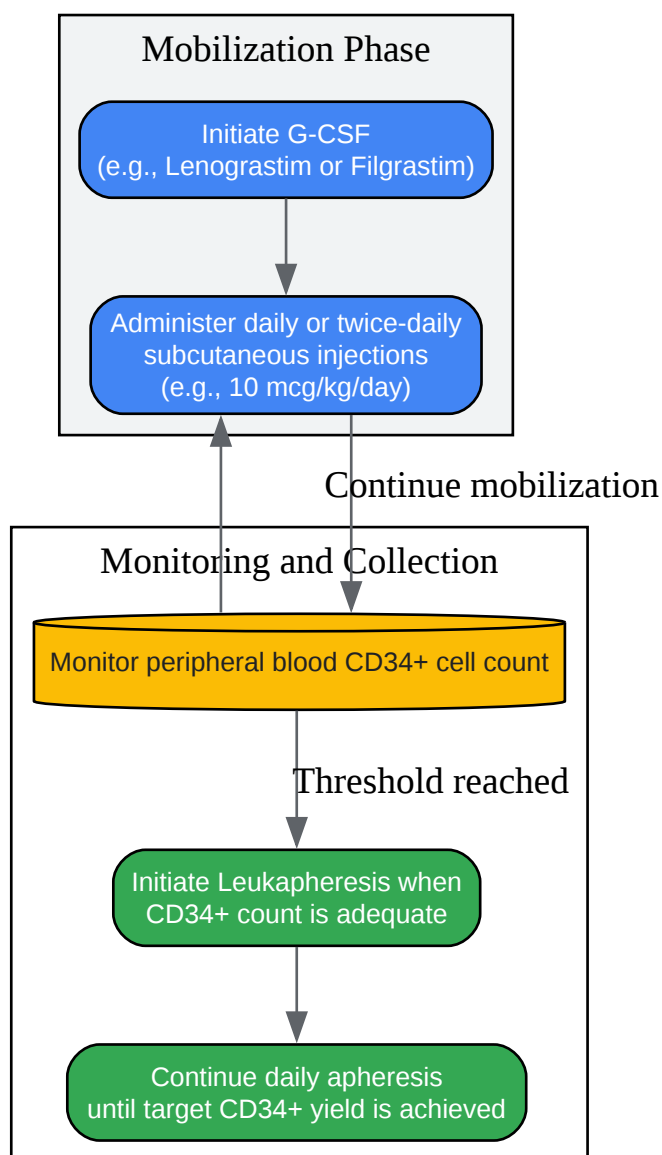 Mobilization Phase
Initiate G-CSF
(e.g., Lenograstim or Filgrastim)
Administer daily or twice-daily
subcutaneous injections
(e.g., 10 mcg/kg/day)
Continue mobilization
Monitoring and Collection
Monitor peripheral blood CD34+ cell count
Threshold reached
Initiate Leukapheresis when
CD34+ count is adequate
Continue daily apheresis
until target CD34+ yield is achieved